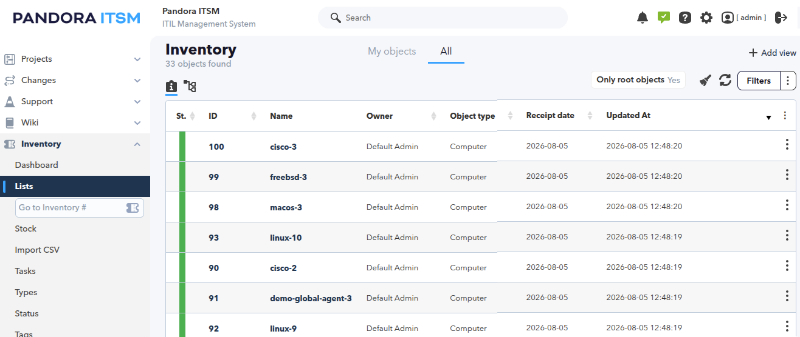 PANDORA ITSM
Pandora ITSM
ITIL Management System
Search
[ admin ]
Projects
Changes
Support
Wiki
Inventory
Dashboard
Lists
Go to Inventory #
Stock
Import CSV
Tasks
Types
Status
Tags
Inventory
33 objects found
My objects
All
+ Add view
Only root objects Yes
Filters
St. ID Name Owner Object type Receipt date Updated At
100 cisco-3 Default Admin Computer 2026-08-05 2026-08-05 12:48:20
99 freebsd-3 Default Admin Computer 2026-08-05 2026-08-05 12:48:20
98 macos-3 Default Admin Computer 2026-08-05 2026-08-05 12:48:20
93 linux-10 Default Admin Computer 2026-08-05 2026-08-05 12:48:19
90 cisco-2 Default Admin Computer 2026-08-05 2026-08-05 12:48:19
91 demo-global-agent-3 Default Admin Computer 2026-08-05 2026-08-05 12:48:19
92 linux-9 Default Admin Computer 2026-08-05 2026-08-05 12:48:19